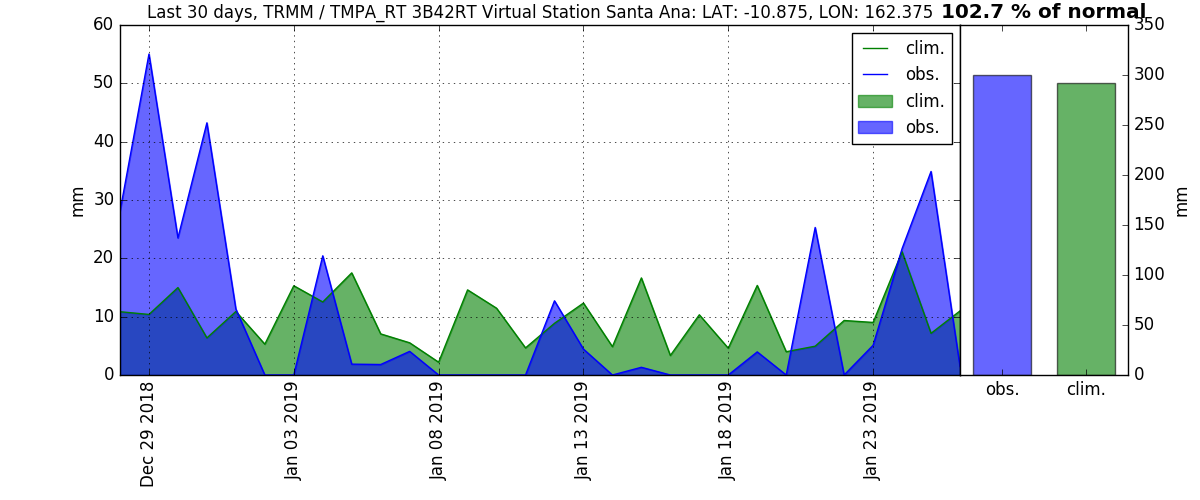 Last 30 days, TRMM / TMPA_RT 3B42RT Virtual Station Santa Ana: LAT: -10.875, LON: 162.375 102.7 % of normal
60
50
40
30
20
10
0
mm
clim.
obs.
clim.
obs.
Dec 29 2018
Jan 03 2019
Jan 08 2019
Jan 13 2019
Jan 18 2019
Jan 23 2019
350
300
250
200
150
100
50
0
mm
obs. clim.